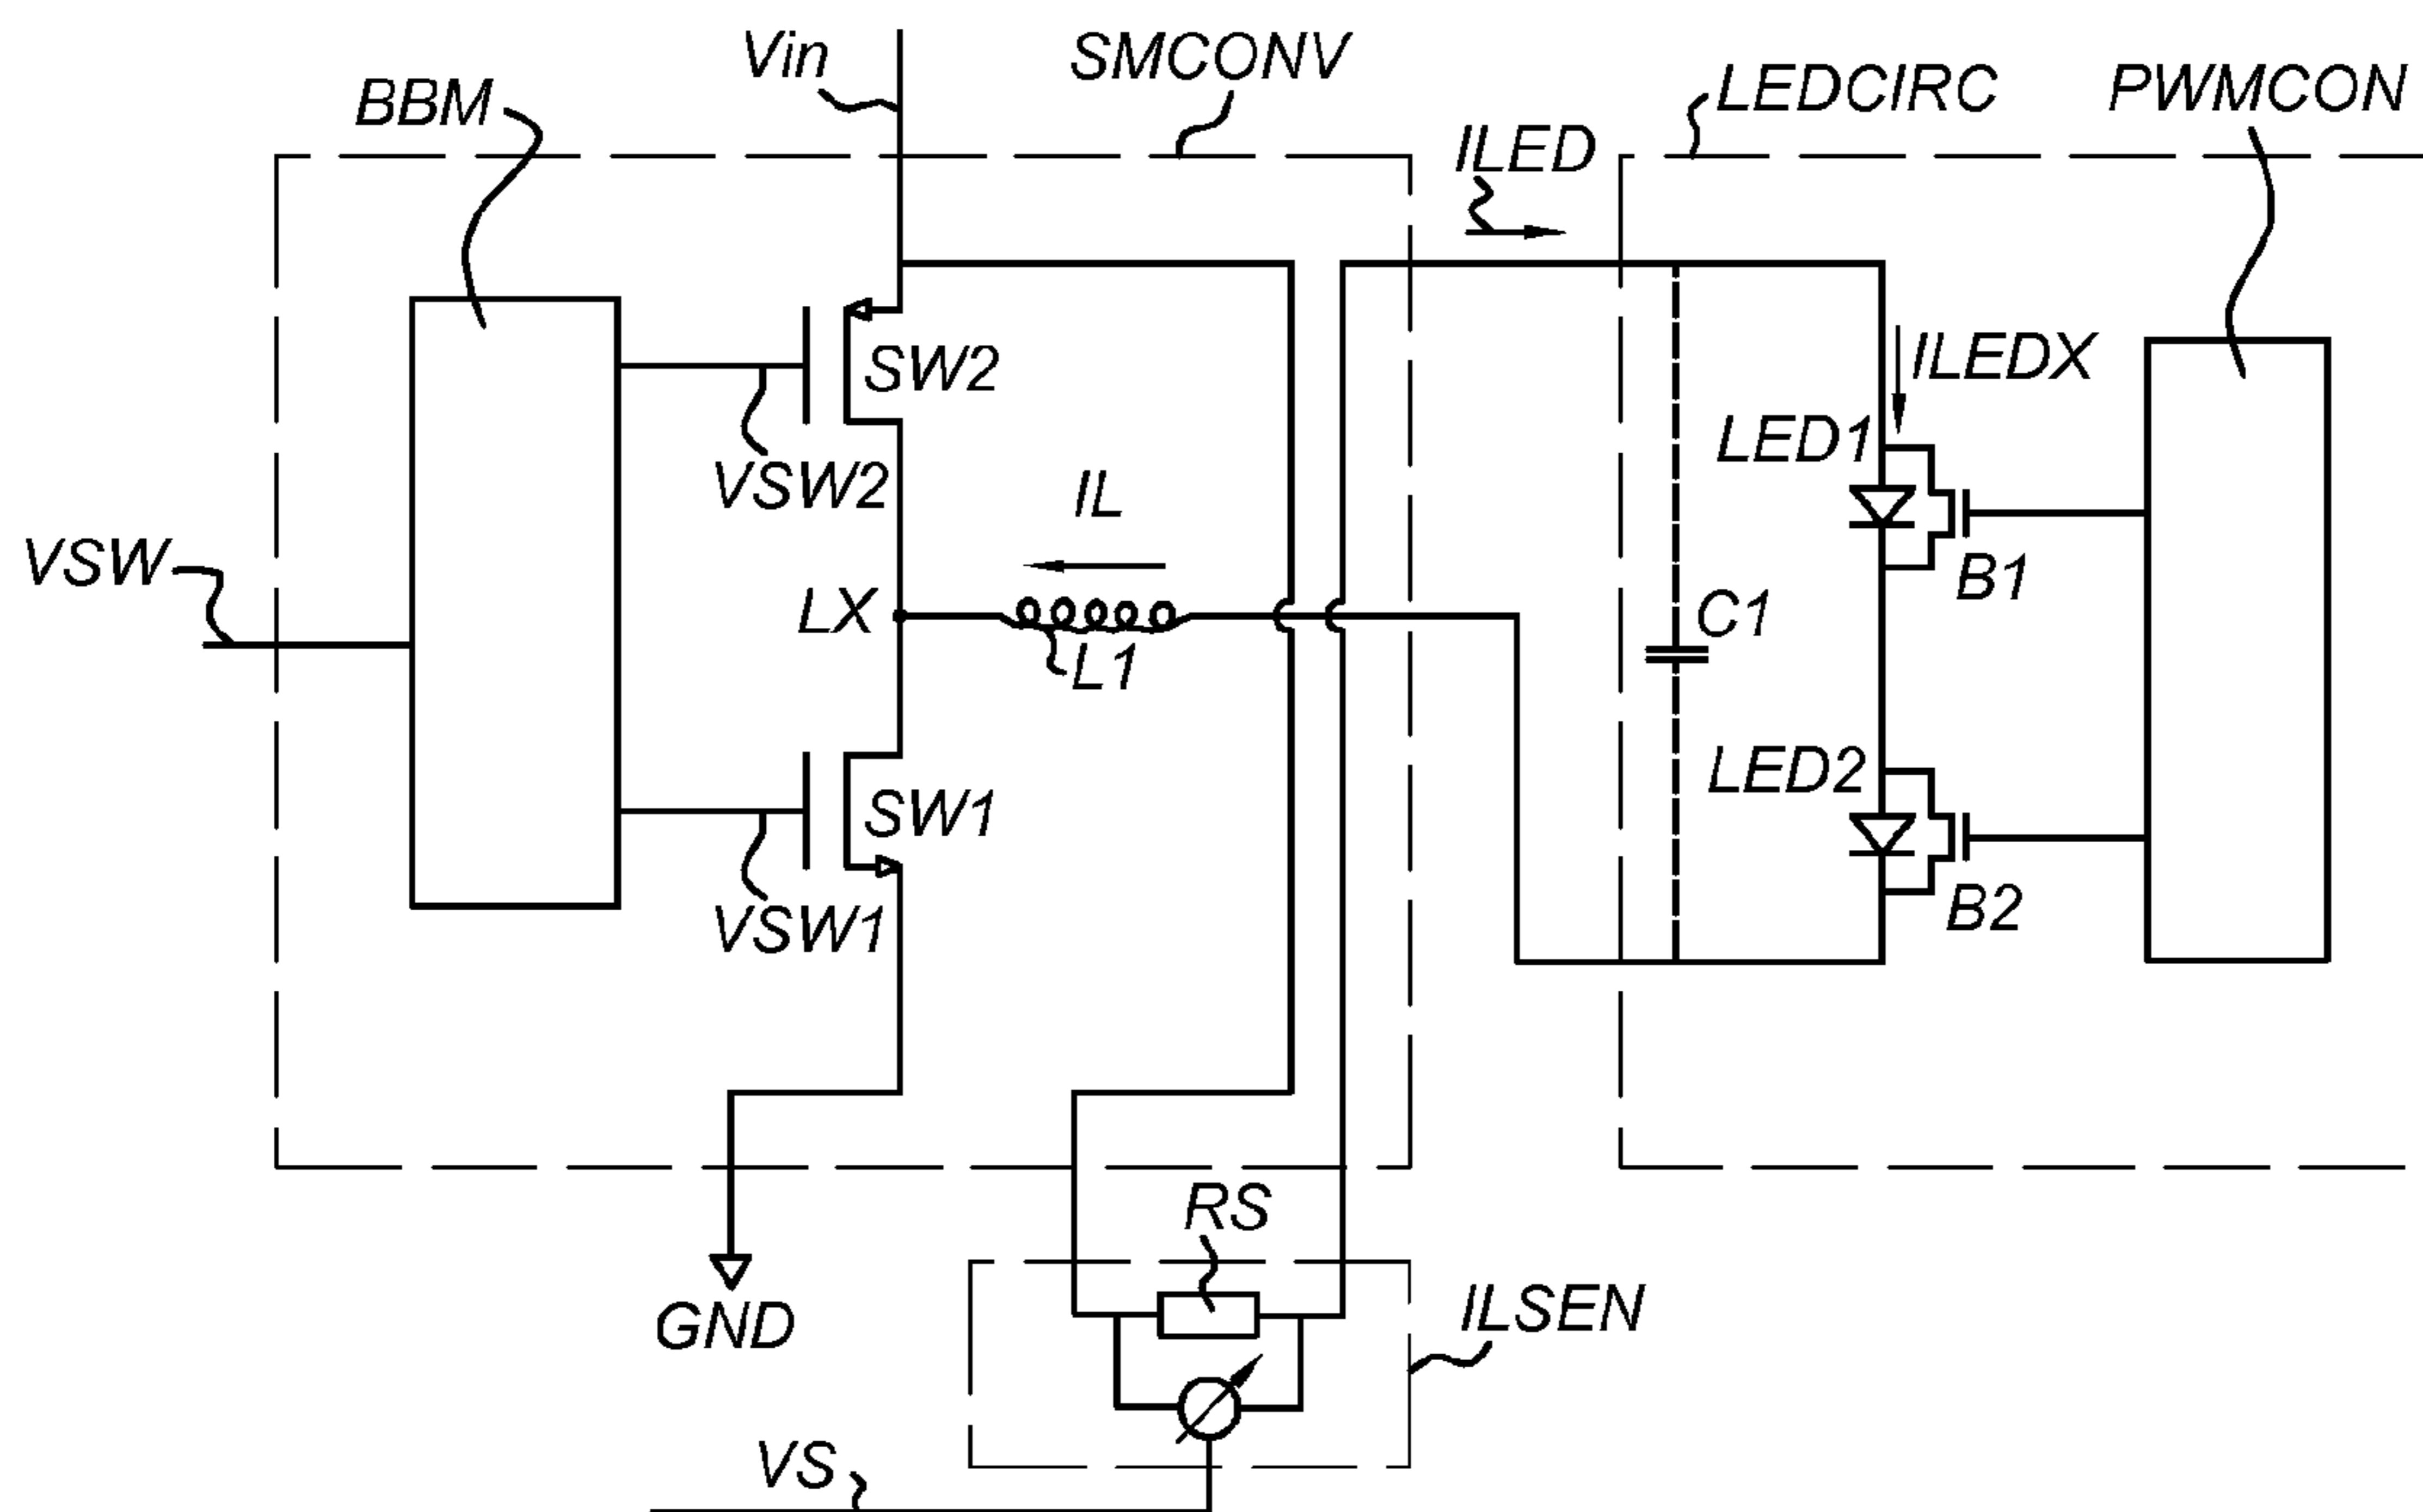 Vin
SMCONV
LEDCIRC
PWMCON
BBM
ILED
SW2
ILEDX
LED1
VSW2
IL
VSW
B1
LX
C1
L1
LED2
SW1
B2
VSW1
RS
GND
ILSEN
VS